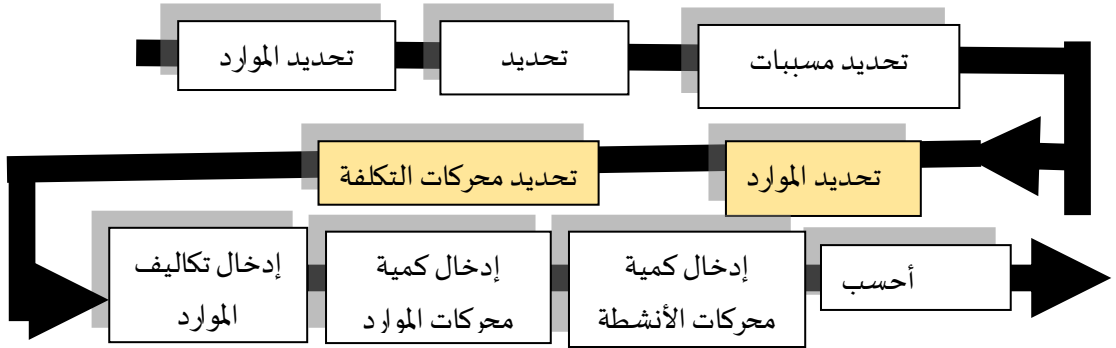 تحديد الموارد
تحديد
تحديد مسببات
تحديد الموارد
تحديد محركات التكلفة
إدخال تكاليف
الموارد
إدخال كمية
محركات الموارد
إدخال كمية
محركات الأنشطة
أحسب